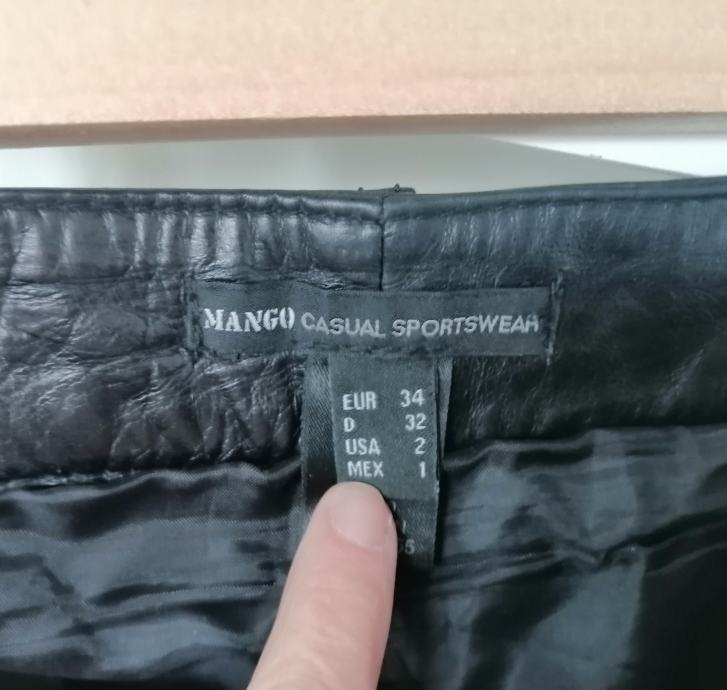 MANGO CASUAL SPORTSWEAR
EUR 34
D 32
USA 2
MEX 1